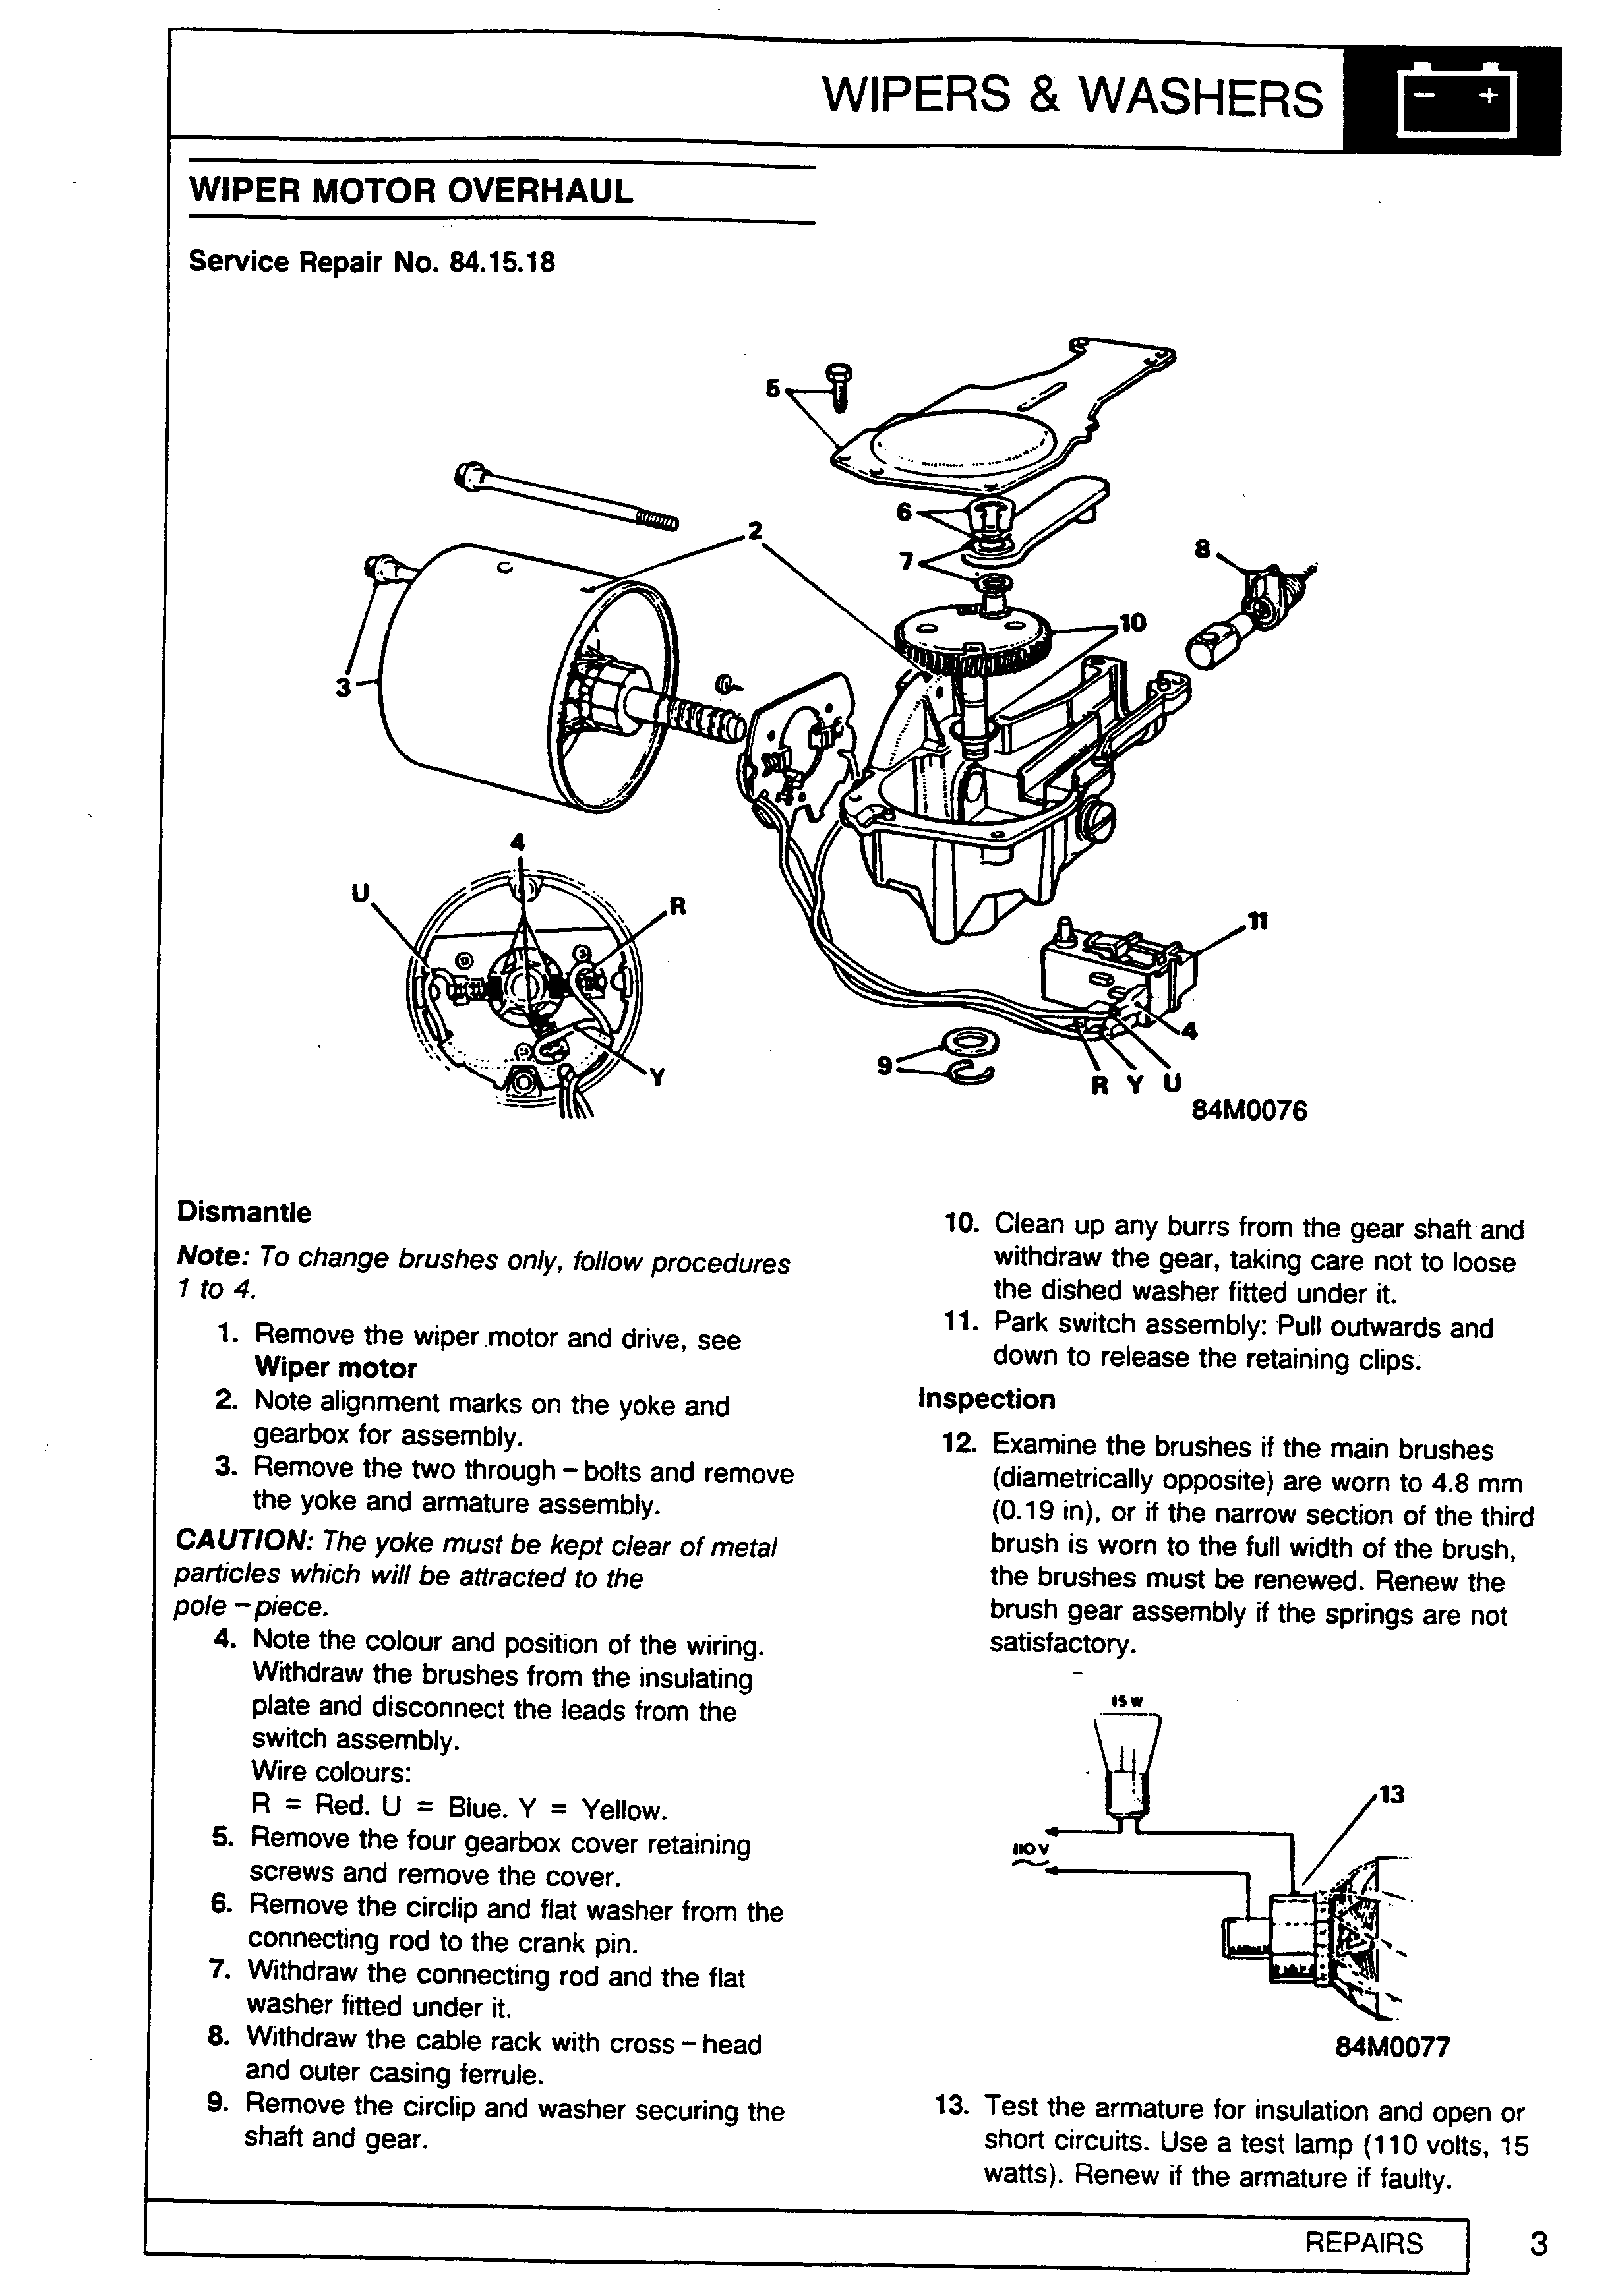 WIPERS & WASHERS
- +
WIPER MOTOR OVERHAUL
Service Repair No. 84.15.18
5
6
2
7
8
10
3
4
U
R
11
4
9
Y
R Y U
84M0076
Dismantle
Note: To change brushes only, follow procedures
1 to 4.
1. Remove the wiper motor and drive, see
Wiper motor
2. Note alignment marks on the yoke and
gearbox for assembly.
3. Remove the two through – bolts and remove
the yoke and armature assembly.
CAUTION: The yoke must be kept clear of metal
particles which will be attracted to the
pole – piece.
4. Note the colour and position of the wiring.
Withdraw the brushes from the insulating
plate and disconnect the leads from the
switch assembly.
Wire colours:
R = Red. U = Blue. Y = Yellow.
5. Remove the four gearbox cover retaining
screws and remove the cover.
6. Remove the circlip and flat washer from the
connecting rod to the crank pin.
7. Withdraw the connecting rod and the flat
washer fitted under it.
8. Withdraw the cable rack with cross – head
and outer casing ferrule.
9. Remove the circlip and washer securing the
shaft and gear.
10. Clean up any burrs from the gear shaft and
withdraw the gear, taking care not to loose
the dished washer fitted under it.
11. Park switch assembly: Pull outwards and
down to release the retaining clips.
Inspection
12. Examine the brushes if the main brushes
(diametrically opposite) are worn to 4.8 mm
(0.19 in), or if the narrow section of the third
brush is worn to the full width of the brush,
the brushes must be renewed. Renew the
brush gear assembly if the springs are not
satisfactory.
15 W
13
110 V
84M0077
13. Test the armature for insulation and open or
short circuits. Use a test lamp (110 volts, 15
watts). Renew if the armature if faulty.
REPAIRS
3